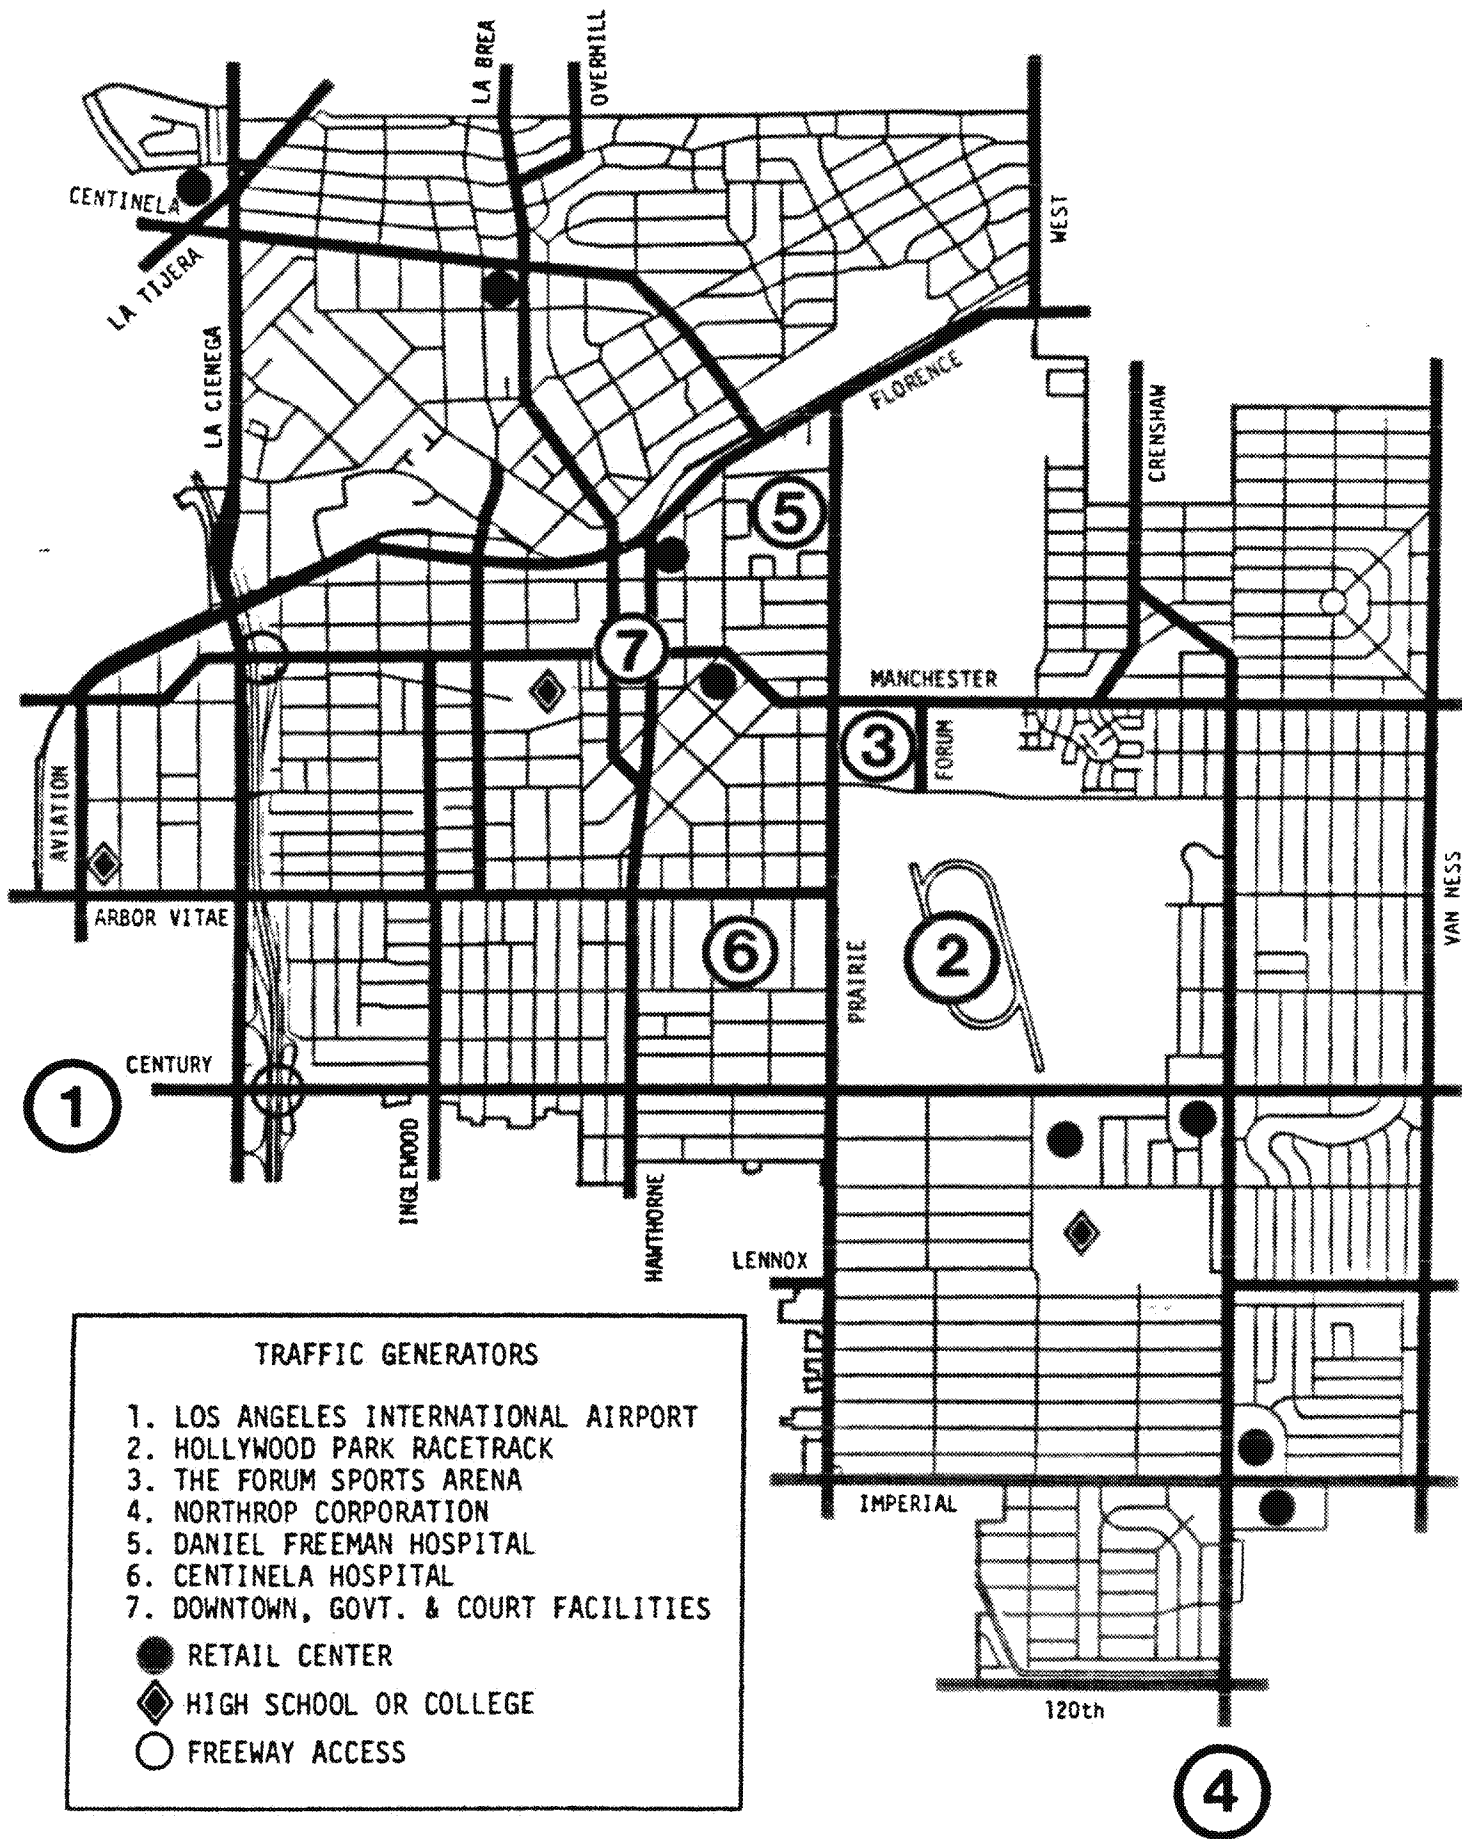 LA BREA
OVERHILL
CENTINELA
LA TIJERA
WEST
LA CIENEGA
FLORENCE
CRENSHAW
5
7
MANCHESTER
3
FORUM
AVIATION
VAN NESS
ARBOR VITAE
6
PRAIRIE
2
CENTURY
1
INGLEWOOD
HAWTHORNE
LENNOX
IMPERIAL
120th
4
TRAFFIC GENERATORS
1. LOS ANGELES INTERNATIONAL AIRPORT
2. HOLLYWOOD PARK RACETRACK
3. THE FORUM SPORTS ARENA
4. NORTHROP CORPORATION
5. DANIEL FREEMAN HOSPITAL
6. CENTINELA HOSPITAL
7. DOWNTOWN, GOVT. & COURT FACILITIES
RETAIL CENTER
HIGH SCHOOL OR COLLEGE
FREEWAY ACCESS